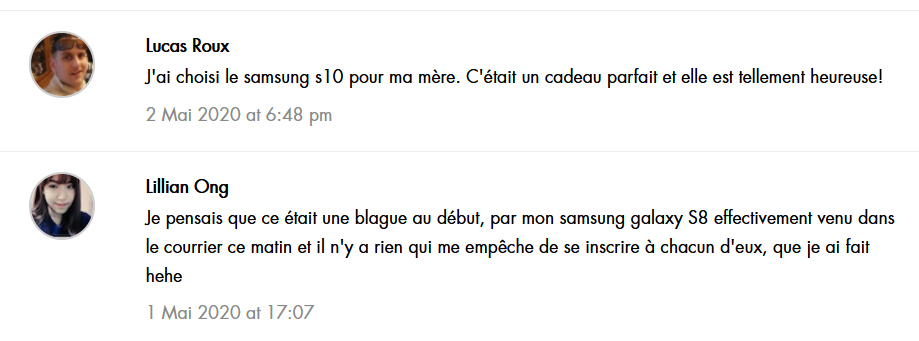 Lucas Roux
J'ai choisi le samsung s10 pour ma mère. C'était un cadeau parfait et elle est tellement heureuse!
2 Mai 2020 at 6:48 pm
Lillian Ong
Je pensais que ce était une blague au début, par mon samsung galaxy S8 effectivement venu dans
le courrier ce matin et il n'y a rien qui me empêche de se inscrire à chacun d'eux, que je ai fait
hehe
1 Mai 2020 at 17:07